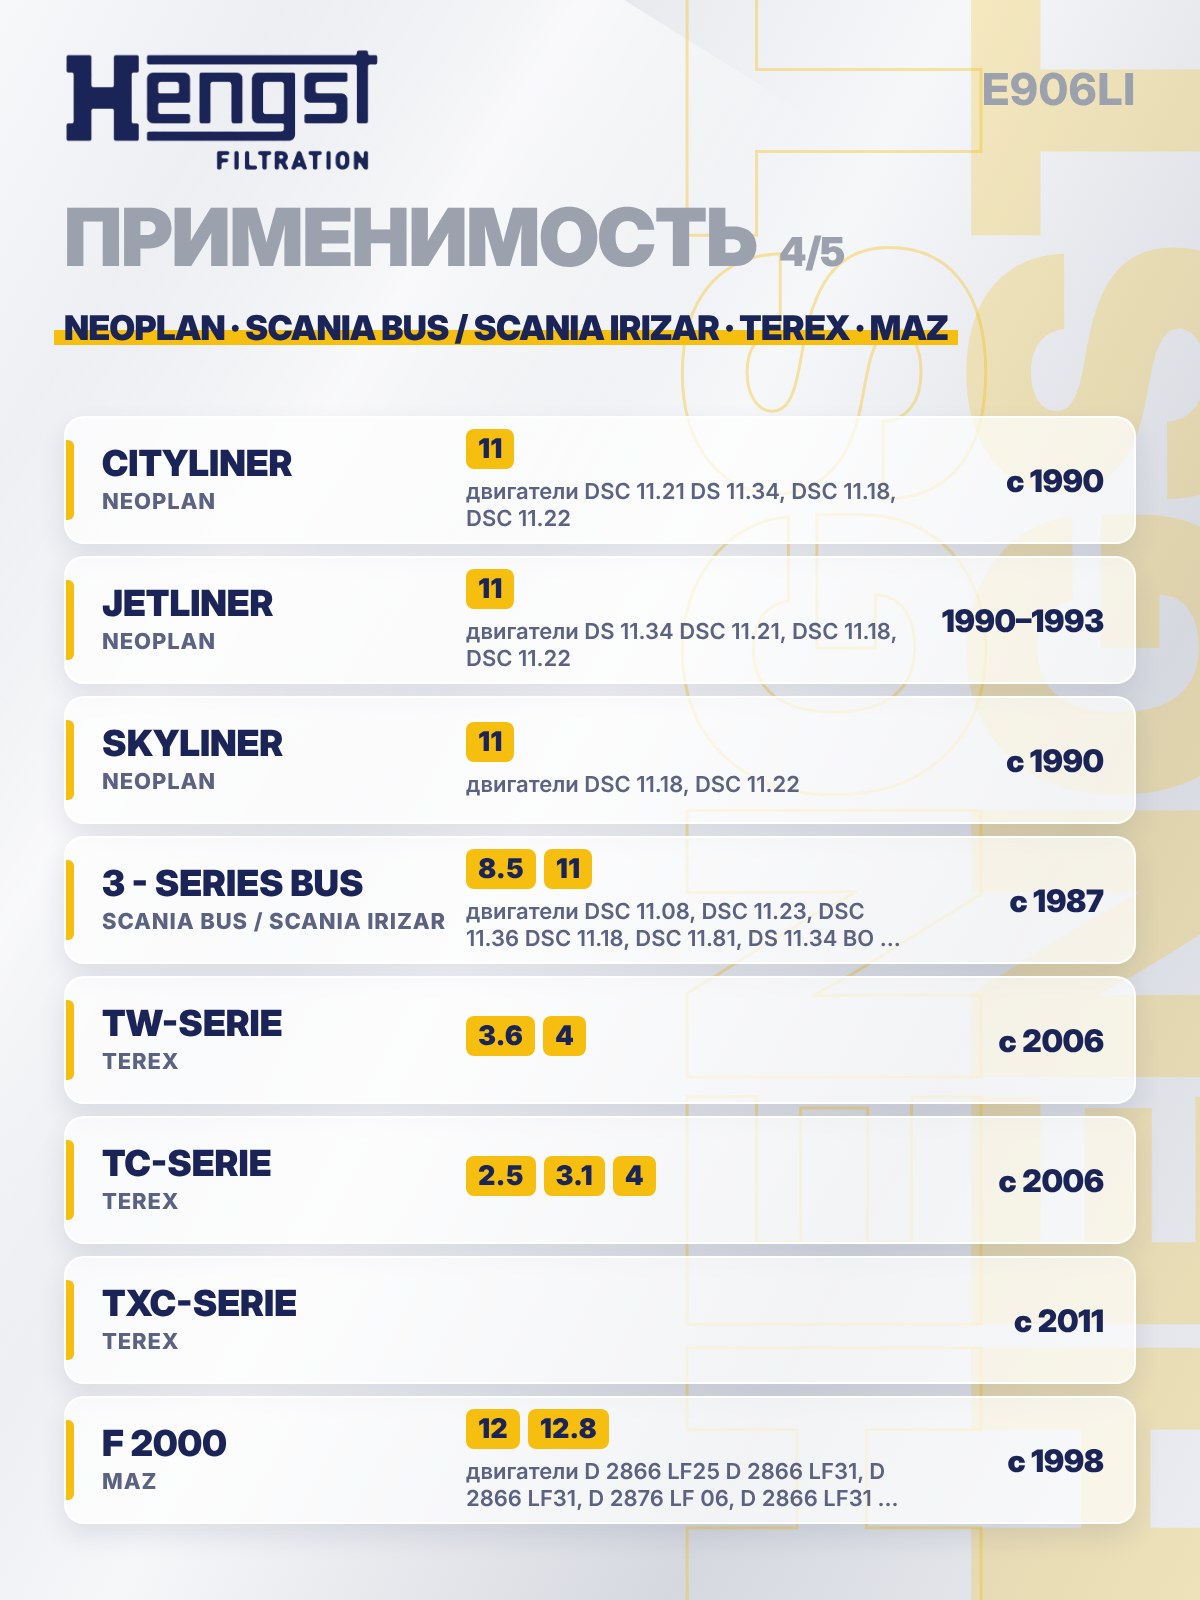 Hengst
FILTRATION
E906LI
ПРИМЕНИМОСТЬ 4/5
NEOPLAN · SCANIA BUS / SCANIA IRIZAR · TEREX · MAZ
CITYLINER
NEOPLAN
11
двигатели DSC 11.21 DS 11.34, DSC 11.18,
DSC 11.22
с 1990
JETLINER
NEOPLAN
11
двигатели DS 11.34 DSC 11.21, DSC 11.18,
DSC 11.22
1990–1993
SKYLINER
NEOPLAN
11
двигатели DSC 11.18, DSC 11.22
с 1990
3 - SERIES BUS
SCANIA BUS / SCANIA IRIZAR
8.5 11
двигатели DSC 11.08, DSC 11.23, DSC
11.36 DSC 11.18, DSC 11.81, DS 11.34 BO ...
с 1987
TW-SERIE
TEREX
3.6 4
с 2006
TC-SERIE
TEREX
2.5 3.1 4
с 2006
TXC-SERIE
TEREX
с 2011
F 2000
MAZ
12 12.8
двигатели D 2866 LF25 D 2866 LF31, D
2866 LF31, D 2876 LF 06, D 2866 LF31 ...
с 1998
HENGST